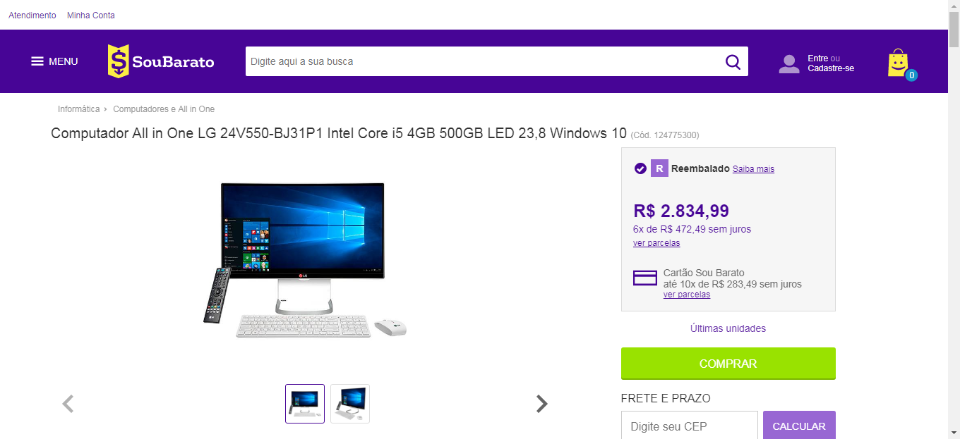 Atendimento Minha Conta
MENU SouBarato Digite aqui a sua busca Entre ou
Cadastre-se
0
Informática › Computadores e All in One
Computador All in One LG 24V550-BJ31P1 Intel Core i5 4GB 500GB LED 23,8 Windows 10 (Cód. 124775300)
R Reembalado Saiba mais
R$ 2.834,99
6x de R$ 472,49 sem juros
ver parcelas
Cartão Sou Barato
até 10x de R$ 283,49 sem juros
ver parcelas
Últimas unidades
COMPRAR
FRETE E PRAZO
Digite seu CEP CALCULAR